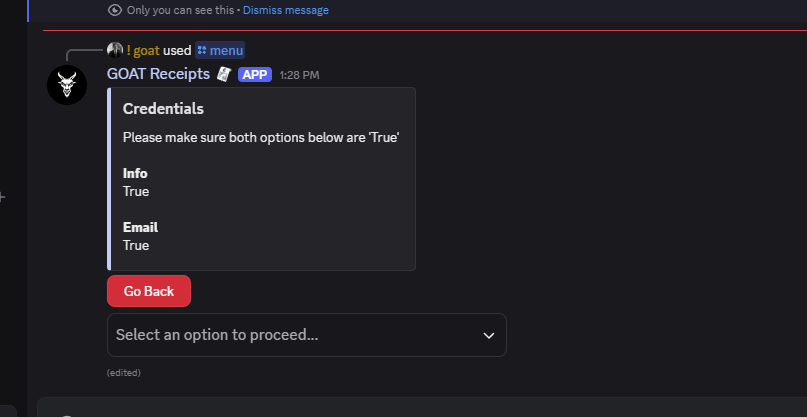 Only you can see this • Dismiss message
! goat used menu
GOAT Receipts APP 1:28 PM
Credentials
Please make sure both options below are 'True'
Info
True
Email
True
Go Back
Select an option to proceed...
(edited)